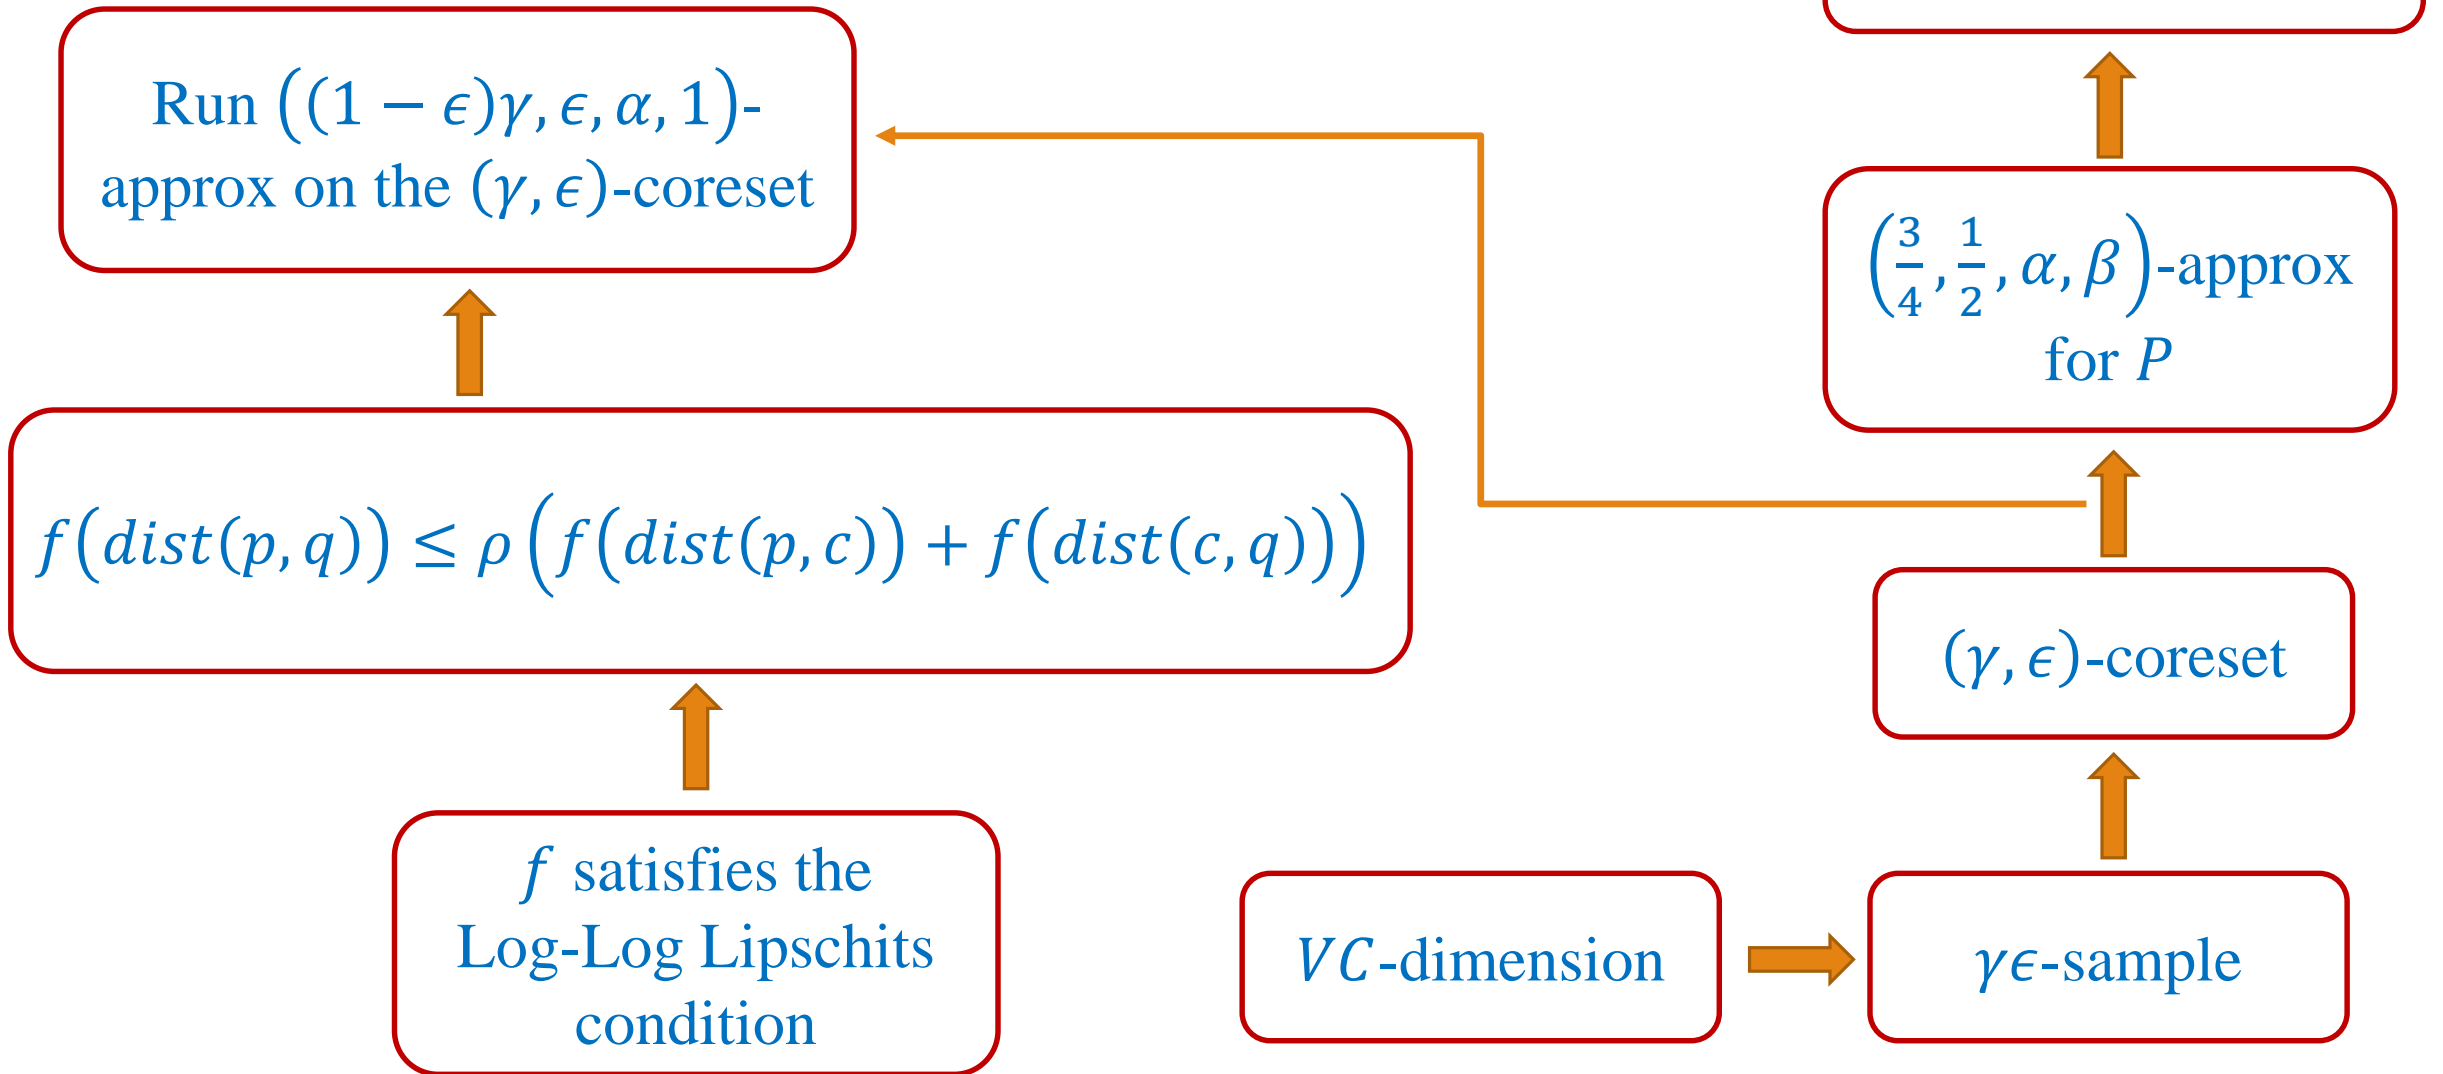 Run ((1 − ϵ)γ, ϵ, α, 1)-
approx on the (γ, ϵ)-coreset
(3/4, 1/2, α, β)-approx
for P
f(dist(p, q)) ≤ ρ(f(dist(p, c)) + f(dist(c, q)))
(γ, ϵ)-coreset
f satisfies the
Log-Log Lipschits
condition
VC-dimension
γϵ-sample